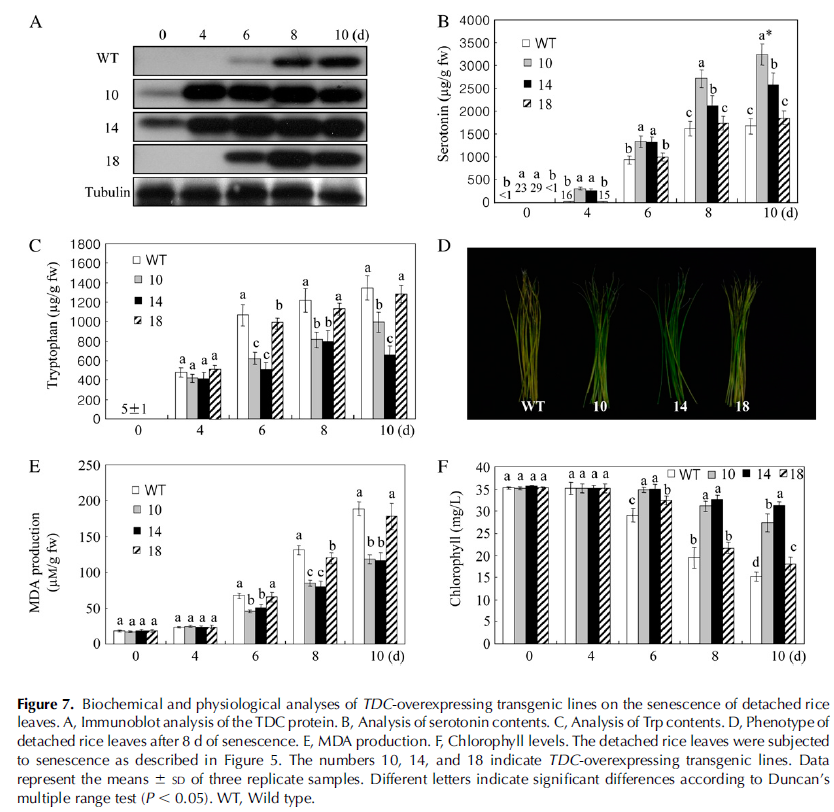 A
0 4 6 8 10 (d)
WT
10
14
18
Tubulin
B
Serotonin (µg/g fw)
4000
3500
3000
2500
2000
1500
1000
500
0
WT
10
14
18
b a a b
<1 23 29 <1
b a a b
16 15
b a a b
c a b c
c a* b c
0 4 6 8 10 (d)
C
Tryptophan (µg/g fw)
1800
1600
1400
1200
1000
800
600
400
200
0
WT
10
14
18
5±1
a a a a
a c c b
a b b a
a b c a
0 4 6 8 10 (d)
D
WT 10 14 18
E
MDA production
(µM/g fw)
250
200
150
100
50
0
WT
10
14
18
a a a a
a a a a
a b b a
a c c b
a b b a
0 4 6 8 10 (d)
F
Chlorophyll (mg/L)
40
35
30
25
20
15
10
5
0
WT 10 14 18
a a a a
a a a a
c a a b
b a a b
d b a c
0 4 6 8 10 (d)
Figure 7. Biochemical and physiological analyses of TDC-overexpressing transgenic lines on the senescence of detached rice
leaves. A, Immunoblot analysis of the TDC protein. B, Analysis of serotonin contents. C, Analysis of Trp contents. D, Phenotype of
detached rice leaves after 8 d of senescence. E, MDA production. F, Chlorophyll levels. The detached rice leaves were subjected
to senescence as described in Figure 5. The numbers 10, 14, and 18 indicate TDC-overexpressing transgenic lines. Data
represent the means ± SD of three replicate samples. Different letters indicate significant differences according to Duncan's
multiple range test (P < 0.05). WT, Wild type.